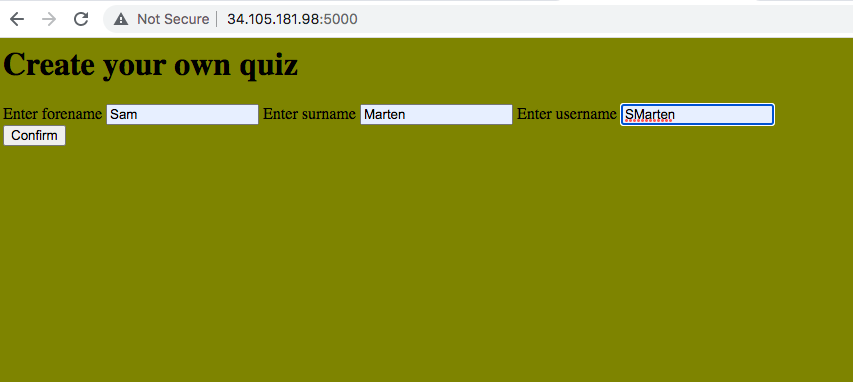 Not Secure 34.105.181.98:5000
Create your own quiz
Enter forename Sam Enter surname Marten Enter username SMarten
Confirm